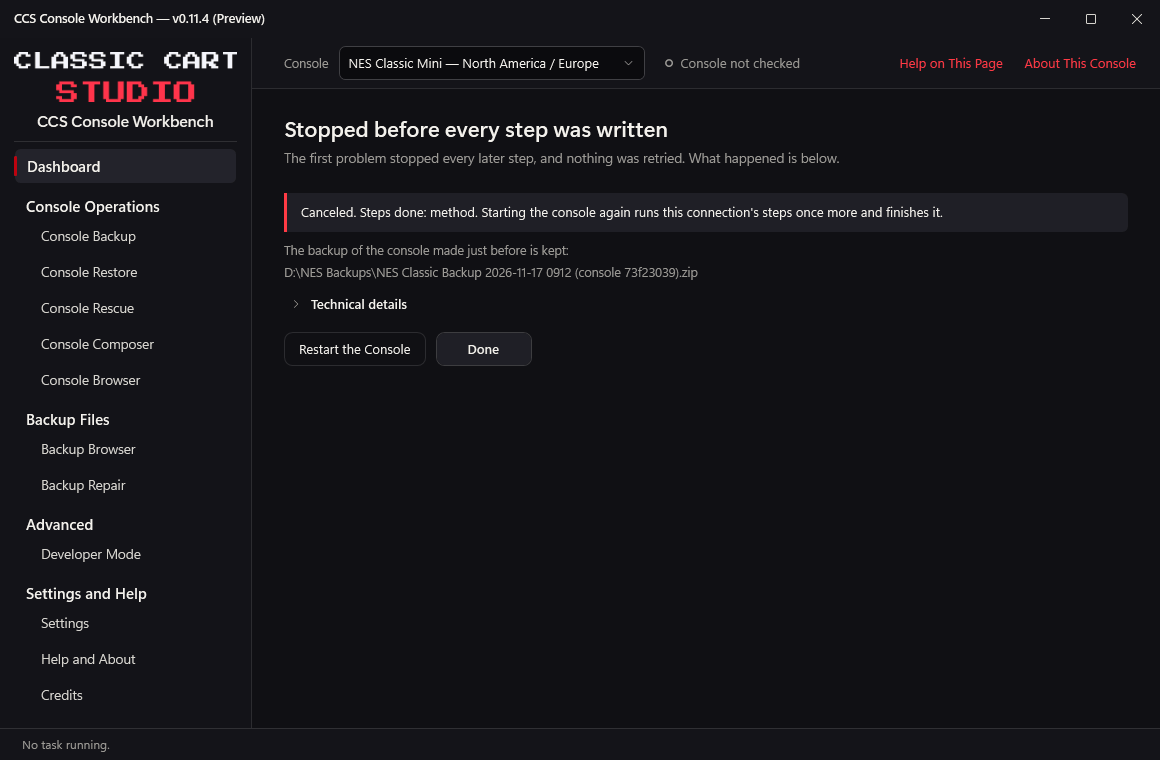 CCS Console Workbench — v0.11.4 (Preview)
CLASSIC CART
STUDIO
CCS Console Workbench
Dashboard
Console Operations
Console Backup
Console Restore
Console Rescue
Console Composer
Console Browser
Backup Files
Backup Browser
Backup Repair
Advanced
Developer Mode
Settings and Help
Settings
Help and About
Credits
Console
NES Classic Mini — North America / Europe
Console not checked
Help on This Page
About This Console
Stopped before every step was written
The first problem stopped every later step, and nothing was retried. What happened is below.
Canceled. Steps done: method. Starting the console again runs this connection's steps once more and finishes it.
The backup of the console made just before is kept:
D:\NES Backups\NES Classic Backup 2026-11-17 0912 (console 73f23039).zip
Technical details
Restart the Console
Done
No task running.